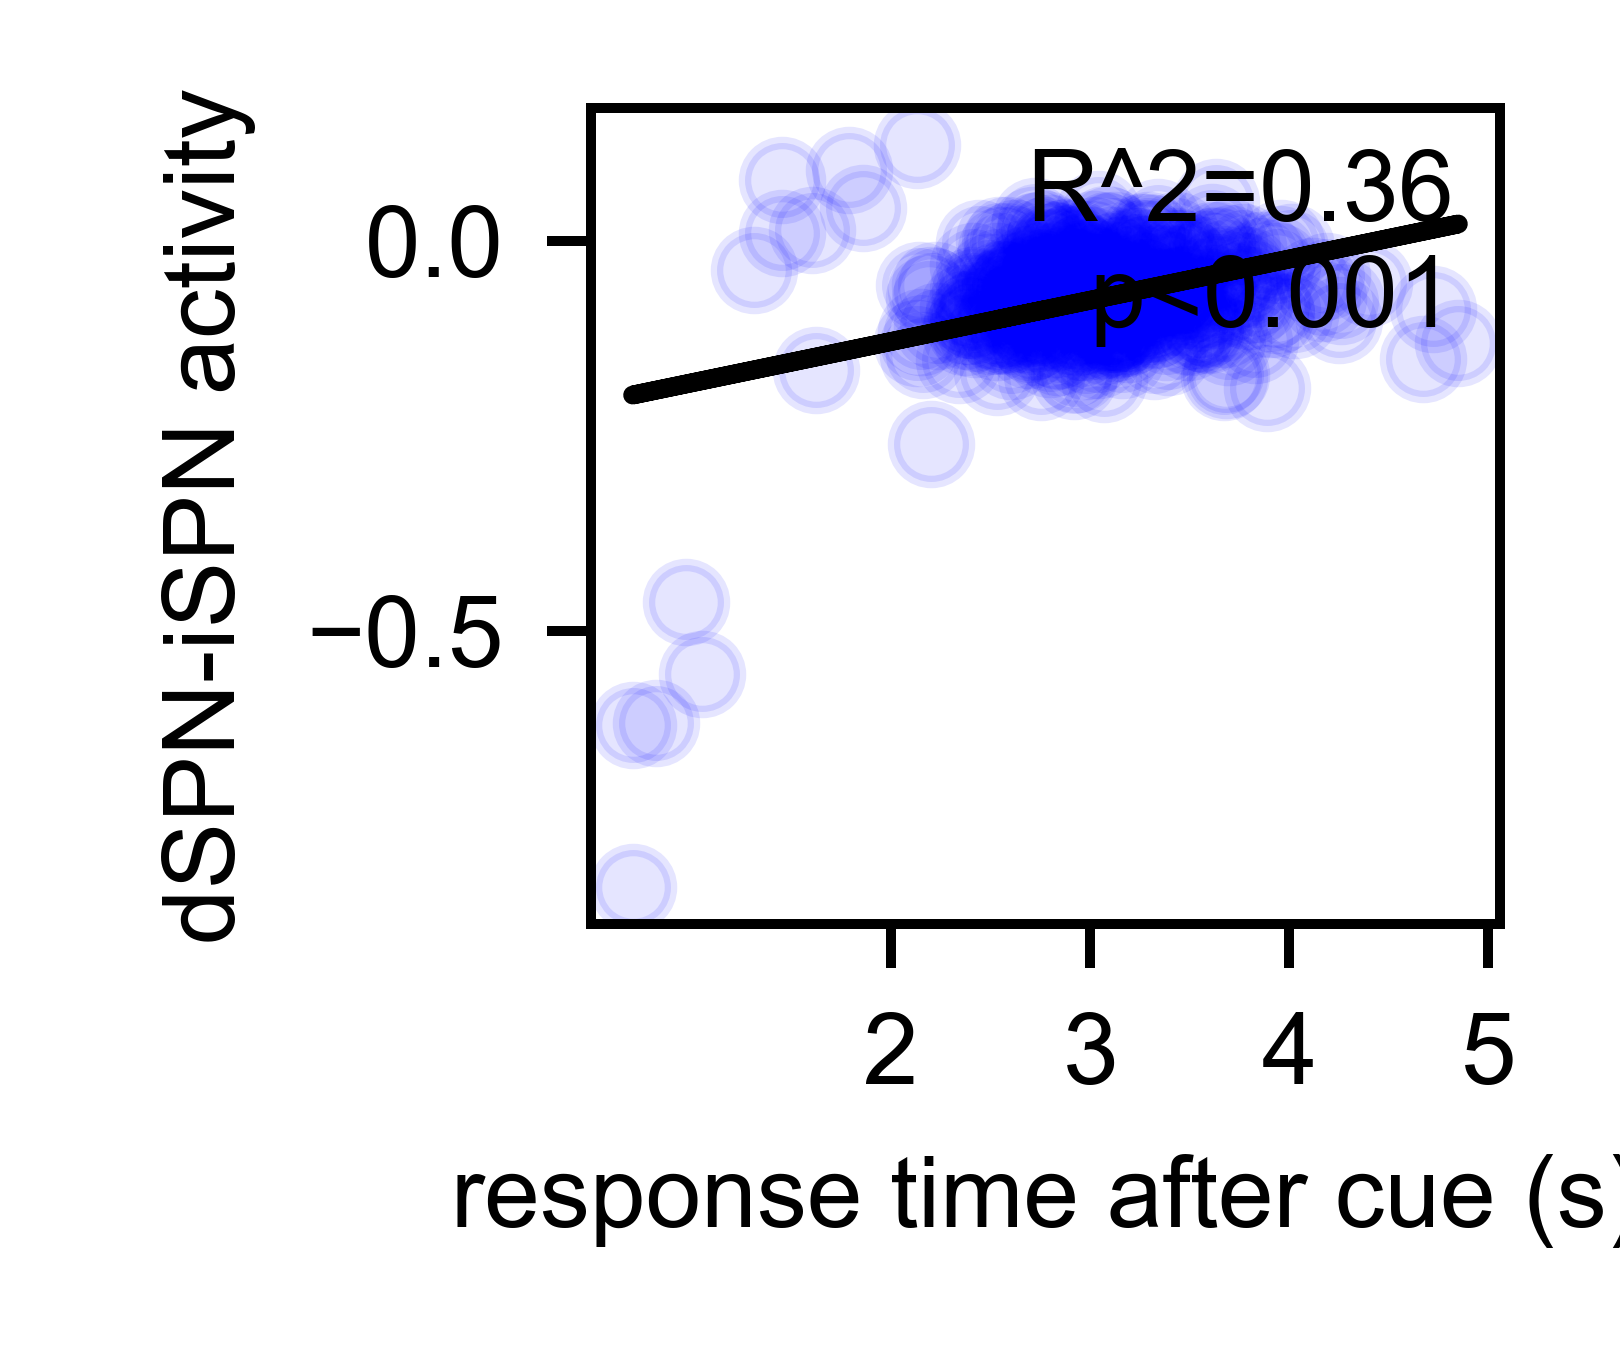 dSPN-iSPN activity
0.0
−0.5
R^2=0.36
p<0.001
2 3 4 5
response time after cue (s)